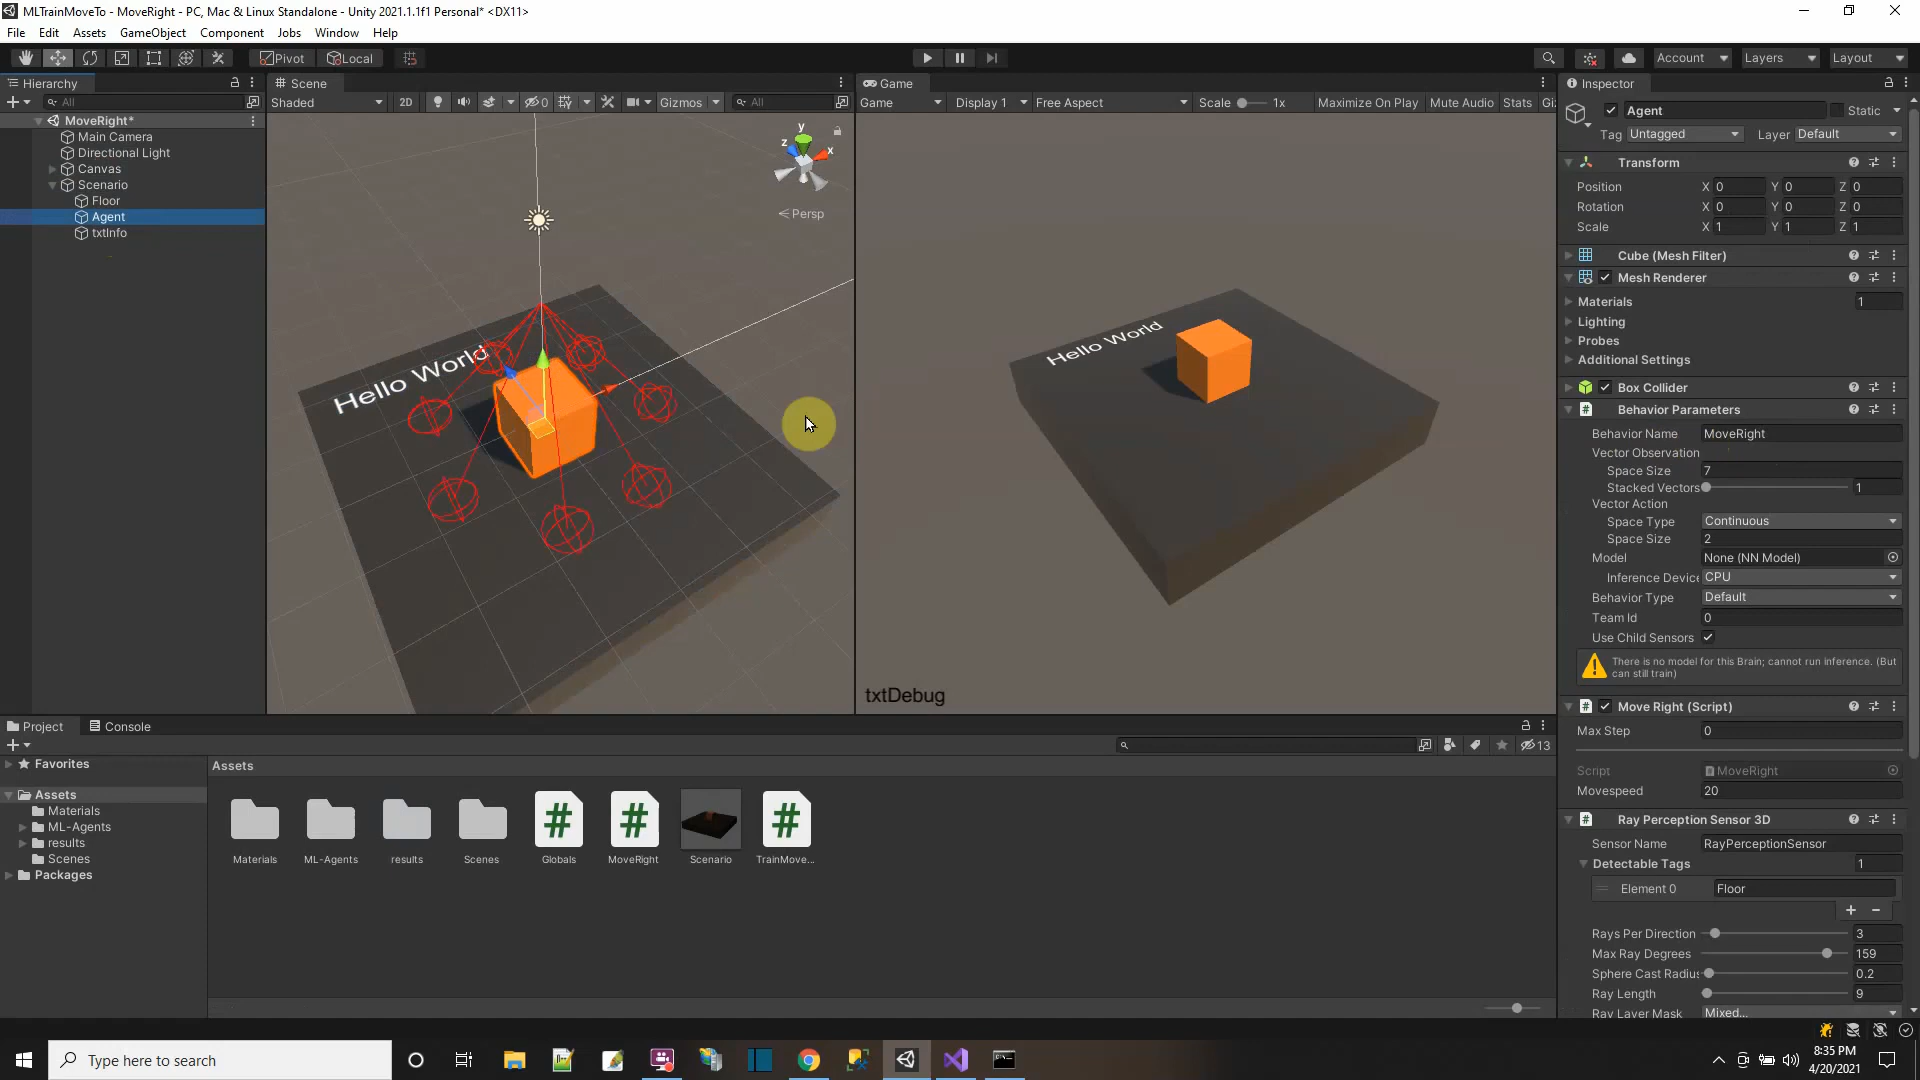 MLTrainMoveTo - MoveRight - PC, Mac & Linux Standalone - Unity 2021.1.1f1 Personal* <DX11>
File Edit Assets GameObject Component Jobs Window Help
Pivot Local Account Layers Layout
Hierarchy
All
MoveRight*
Main Camera
Directional Light
Canvas
Scenario
Floor
Agent
txtInfo
Scene
Shaded 2D 0 Gizmos All
y
z
x
Persp
Hello World
Game
Game Display 1 Free Aspect Scale 1x Maximize On Play Mute Audio Stats
Hello World
txtDebug
Inspector
Agent Static
Tag Untagged Layer Default
Transform
Position X 0 Y 0 Z 0
Rotation X 0 Y 0 Z 0
Scale X 1 Y 1 Z 1
Cube (Mesh Filter)
Mesh Renderer
Materials 1
Lighting
Probes
Additional Settings
Box Collider
Behavior Parameters
Behavior Name MoveRight
Vector Observation
Space Size 7
Stacked Vectors 1
Vector Action
Space Type Continuous
Space Size 2
Model None (NN Model)
Inference Device CPU
Behavior Type Default
Team Id 0
Use Child Sensors
There is no model for this Brain; cannot run inference. (But
can still train)
Move Right (Script)
Max Step 0
Script MoveRight
Movespeed 20
Ray Perception Sensor 3D
Sensor Name RayPerceptionSensor
Detectable Tags 1
Element 0 Floor
Rays Per Direction 3
Max Ray Degrees 159
Sphere Cast Radius 0.2
Ray Length 9
Ray Layer Mask Mixed...
Project Console
13
Favorites
Assets
Materials
ML-Agents
results
Scenes
Packages
Assets
Materials ML-Agents results Scenes Globals MoveRight Scenario TrainMove...
Type here to search
8:35 PM
4/20/2021